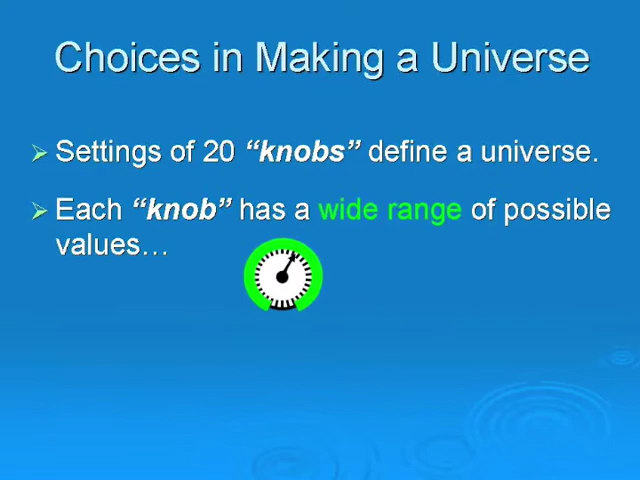 Choices in Making a Universe
Settings of 20 “knobs” define a universe.
Each “knob” has a wide range of possible
values…